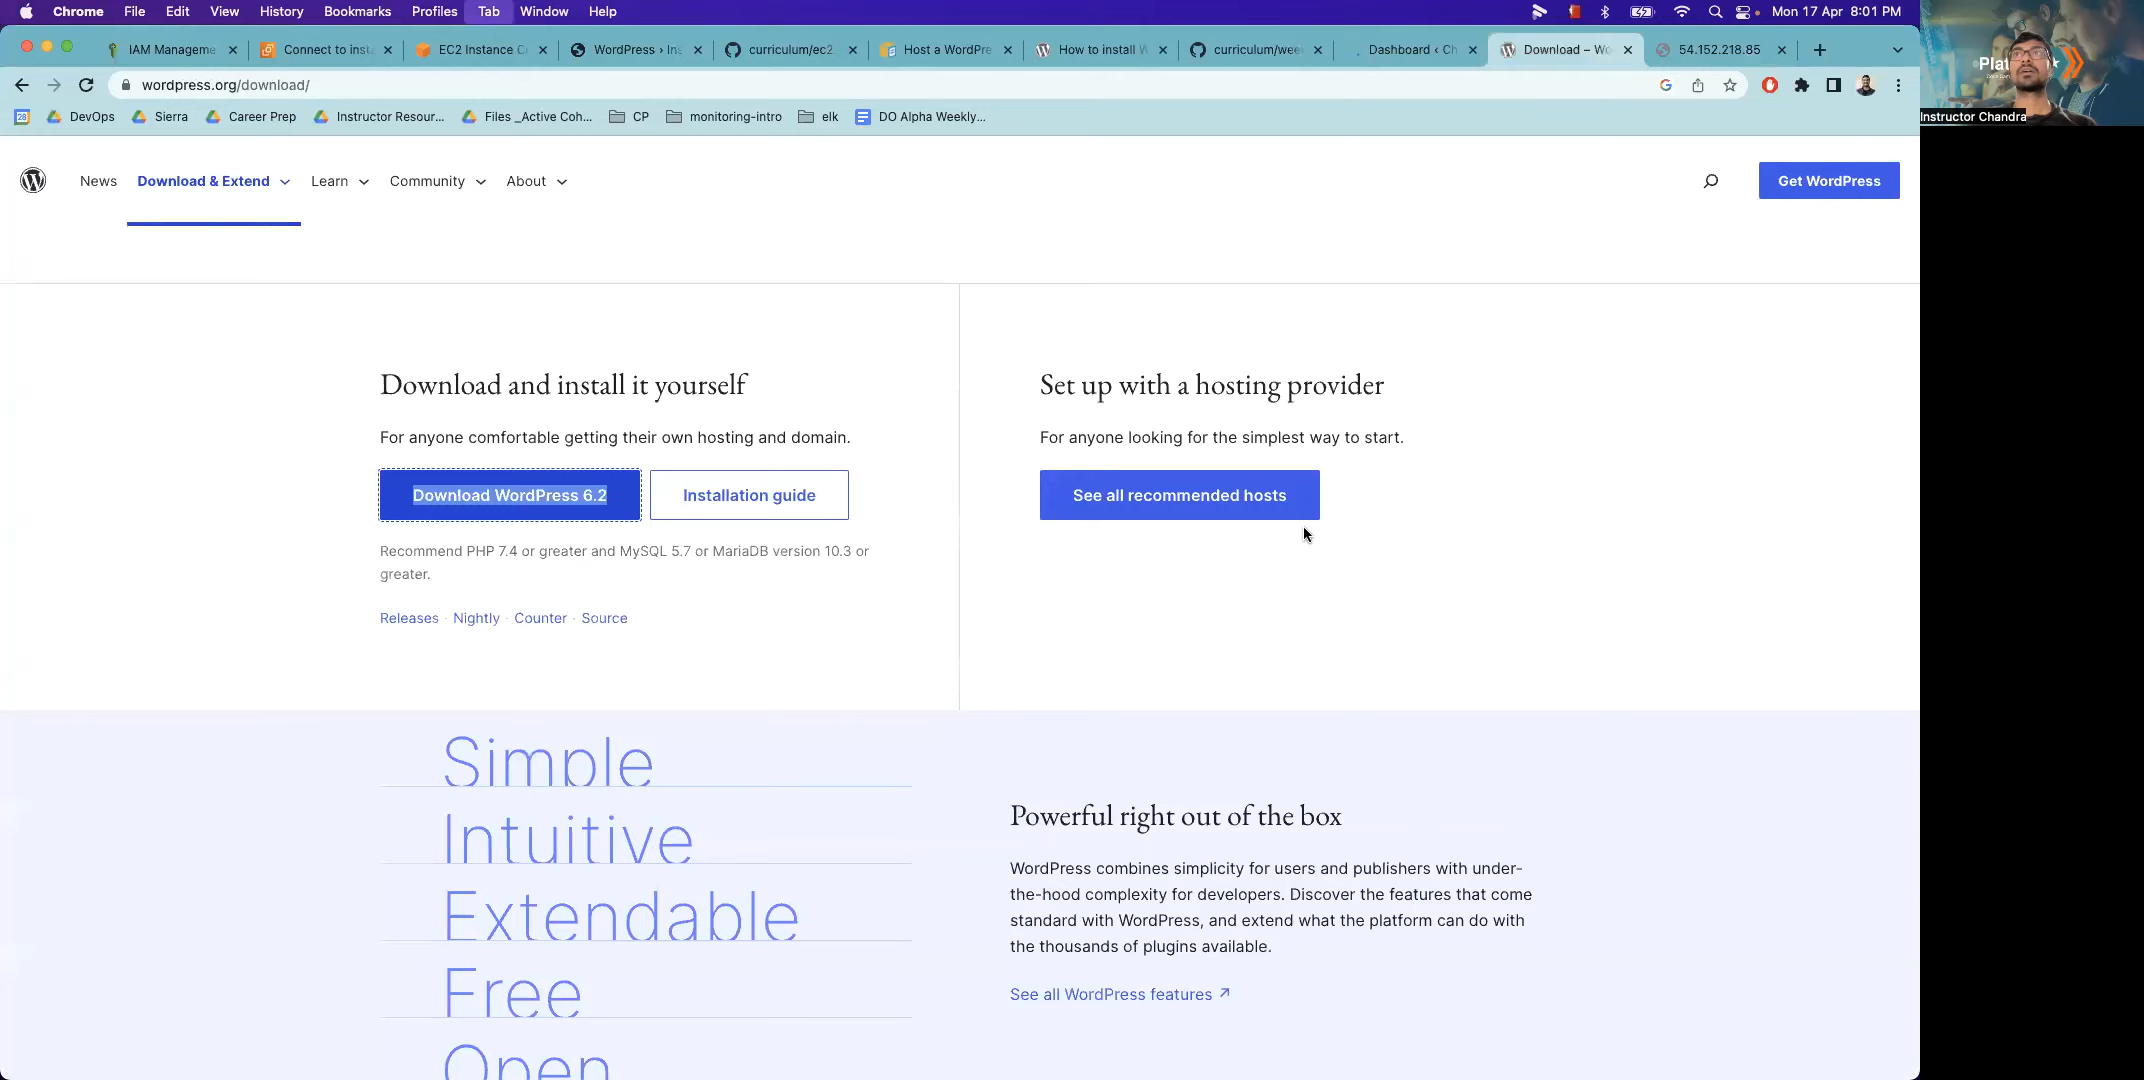 Chrome File Edit View History Bookmarks Profiles Tab Window Help Mon 17 Apr 8:01 PM
IAM Manageme Connect to inst EC2 Instance C WordPress › Ins curriculum/ec2 Host a WordPre How to install W curriculum/wee Dashboard ‹ Ch Download – Wo 54.152.218.85
wordpress.org/download/
28 DevOps Sierra Career Prep Instructor Resour... Files _Active Coh... CP monitoring-intro elk DO Alpha Weekly...
Instructor Chandra
News Download & Extend Learn Community About Get WordPress
Download and install it yourself
For anyone comfortable getting their own hosting and domain.
Download WordPress 6.2 Installation guide
Recommend PHP 7.4 or greater and MySQL 5.7 or MariaDB version 10.3 or
greater.
Releases · Nightly · Counter · Source
Set up with a hosting provider
For anyone looking for the simplest way to start.
See all recommended hosts
Simple
Intuitive
Extendable
Free
Open
Powerful right out of the box
WordPress combines simplicity for users and publishers with under-
the-hood complexity for developers. Discover the features that come
standard with WordPress, and extend what the platform can do with
the thousands of plugins available.
See all WordPress features ↗